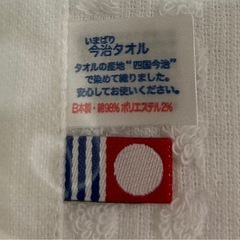 いまばり
今治タオル
タオルの産地“四国今治”
で染めて織りました。
安心してお使いください。
日本製・綿98% ポリエステル2%